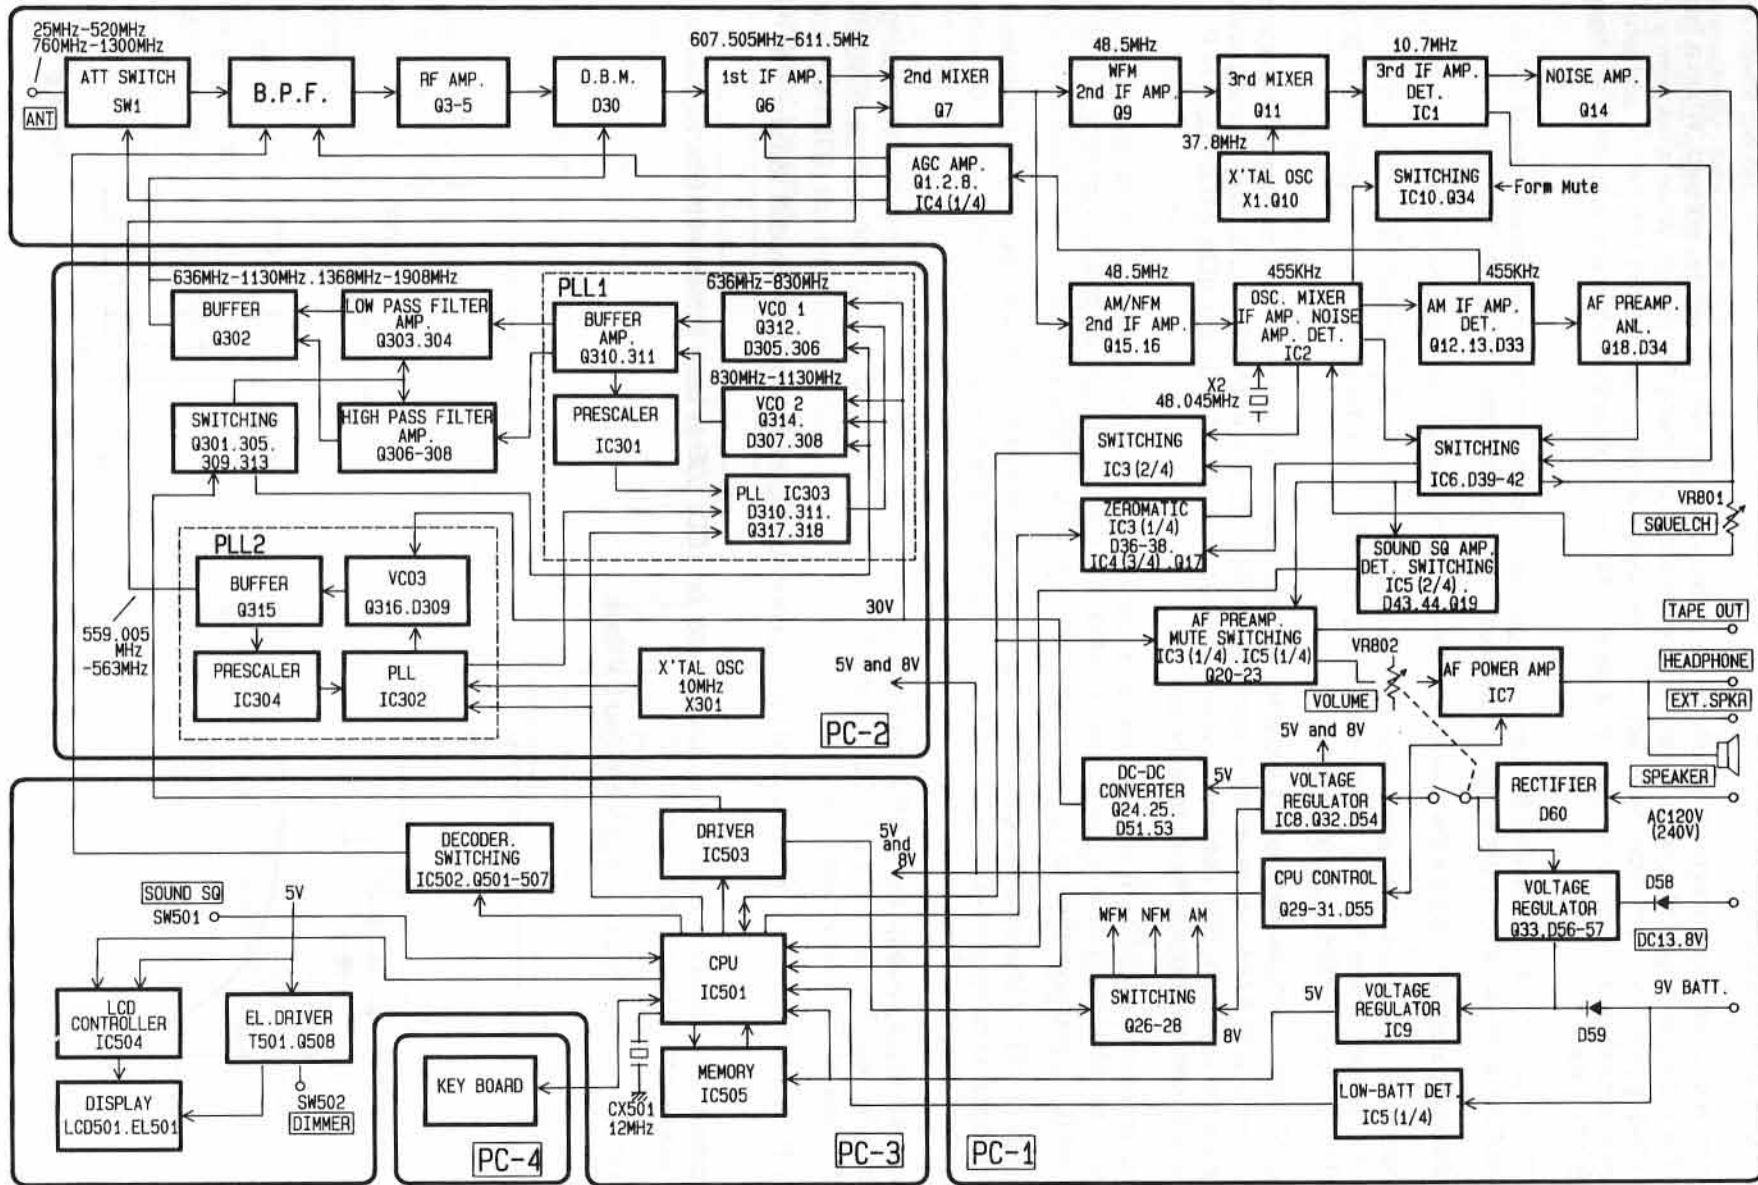 25MHz-520MHz
760MHz-1300MHz
ANT
ATT SWITCH
SW1
B.P.F.
RF AMP.
Q3-5
D.B.M.
D30
607.505MHz-611.5MHz
1st IF AMP.
Q6
2nd MIXER
Q7
48.5MHz
WFM
2nd IF AMP.
Q9
3rd MIXER
Q11
10.7MHz
3rd IF AMP.
DET.
IC1
NOISE AMP.
Q14
AGC AMP.
Q1.2.8.
IC4(1/4)
37.8MHz
X'TAL OSC
X1.Q10
SWITCHING
IC10.Q34
Form Mute
636MHz-1130MHz.1368MHz-1908MHz
BUFFER
Q302
LOW PASS FILTER
AMP.
Q303.304
PLL1
BUFFER
AMP.
Q310.311
636MHz-830MHz
VCO 1
Q312.
D305.306
48.5MHz
AM/NFM
2nd IF AMP.
Q15.16
455KHz
OSC. MIXER
IF AMP. NOISE
AMP. DET.
IC2
455KHz
AM IF AMP.
DET.
Q12.13.D33
AF PREAMP.
ANL.
Q18.D34
X2
48.045MHz
SWITCHING
Q301.305.
309.313
HIGH PASS FILTER
AMP.
Q306-308
PRESCALER
IC301
830MHz-1130MHz
VCO 2
Q314.
D307.308
SWITCHING
IC3(2/4)
SWITCHING
IC6.D39-42
VR801
SQUELCH
PLL IC303
D310.311.
Q317.318
ZEROMATIC
IC3(1/4)
D36-38.
IC4(3/4).Q17
SOUND SQ AMP.
DET. SWITCHING
IC5(2/4).
D43.44.Q19
PLL2
BUFFER
Q315
VCO3
Q316.D309
30V
559.005
MHz
-563MHz
PRESCALER
IC304
PLL
IC302
X'TAL OSC
10MHz
X301
5V and 8V
PC-2
AF PREAMP.
MUTE SWITCHING
IC3(1/4).IC5(1/4)
Q20-23
VR802
VOLUME
AF POWER AMP
IC7
TAPE OUT
HEADPHONE
EXT.SPKR
SPEAKER
5V and 8V
DC-DC
CONVERTER
Q24.25.
D51.53
5V
VOLTAGE
REGULATOR
IC8.Q32.D54
RECTIFIER
D60
AC120V
(240V)
DRIVER
IC503
5V
and
8V
DECODER.
SWITCHING
IC502.Q501-507
CPU CONTROL
Q29-31.D55
VOLTAGE
REGULATOR
Q33.D56-57
D58
DC13.8V
SOUND SQ
SW501
5V
WFM NFM AM
SWITCHING
Q26-28
8V
5V
VOLTAGE
REGULATOR
IC9
D59
9V BATT.
CPU
IC501
LCD
CONTROLLER
IC504
EL.DRIVER
T501.Q508
SW502
DIMMER
DISPLAY
LCD501.EL501
KEY BOARD
PC-4
CX501
12MHz
MEMORY
IC505
PC-3
LOW-BATT DET.
IC5(1/4)
PC-1